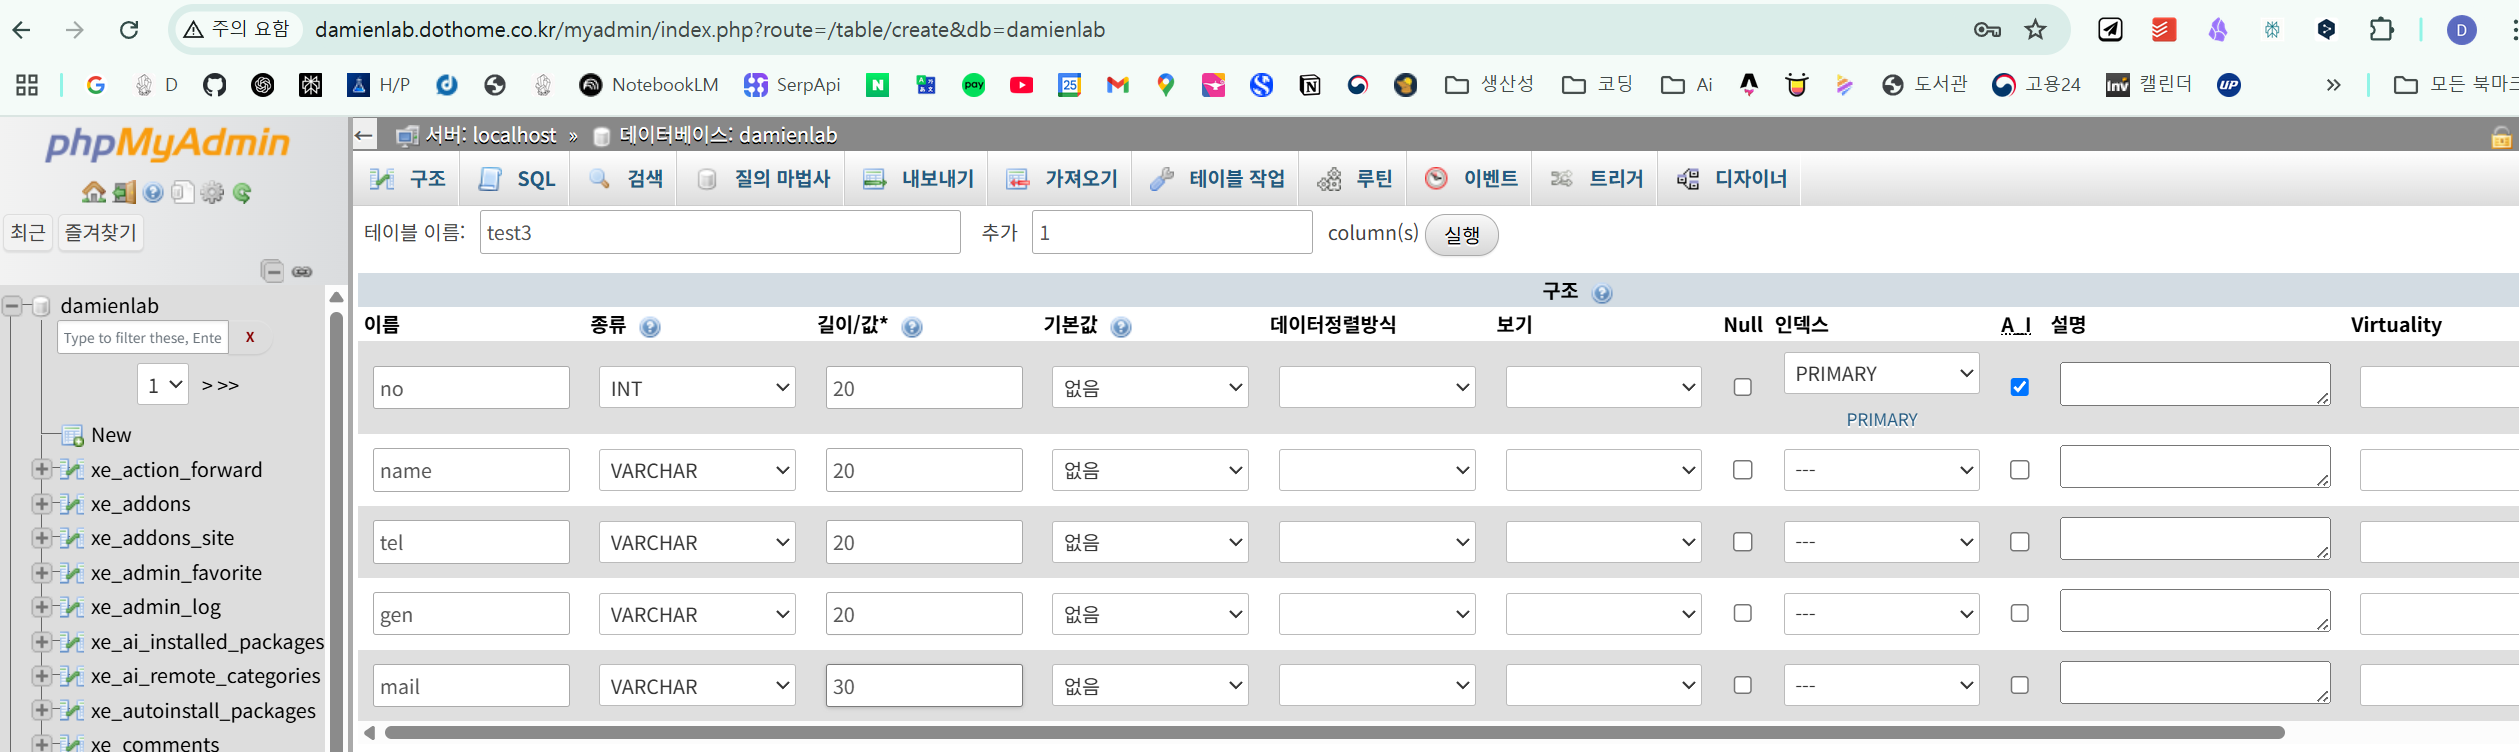 주의 요함 damienlab.dothome.co.kr/myadmin/index.php?route=/table/create&db=damienlab D
D H/P NotebookLM SerpApi N pay 25 생산성 코딩 Ai 도서관 고용24 Inv 캘린더 UP » 모든 북마크
phpMyAdmin
서버: localhost » 데이터베이스: damienlab
구조 SQL 검색 질의 마법사 내보내기 가져오기 테이블 작업 루틴 이벤트 트리거 디자이너
최근 즐겨찾기
테이블 이름: test3 추가 1 column(s) 실행
구조
이름 종류 길이/값* 기본값 데이터정렬방식 보기 Null 인덱스 A_I 설명 Virtuality
no INT 20 없음 PRIMARY
PRIMARY
name VARCHAR 20 없음 ---
tel VARCHAR 20 없음 ---
gen VARCHAR 20 없음 ---
mail VARCHAR 30 없음 ---
damienlab
Type to filter these, Ente X
1 > >>
New
xe_action_forward
xe_addons
xe_addons_site
xe_admin_favorite
xe_admin_log
xe_ai_installed_packages
xe_ai_remote_categories
xe_autoinstall_packages
xe_comments